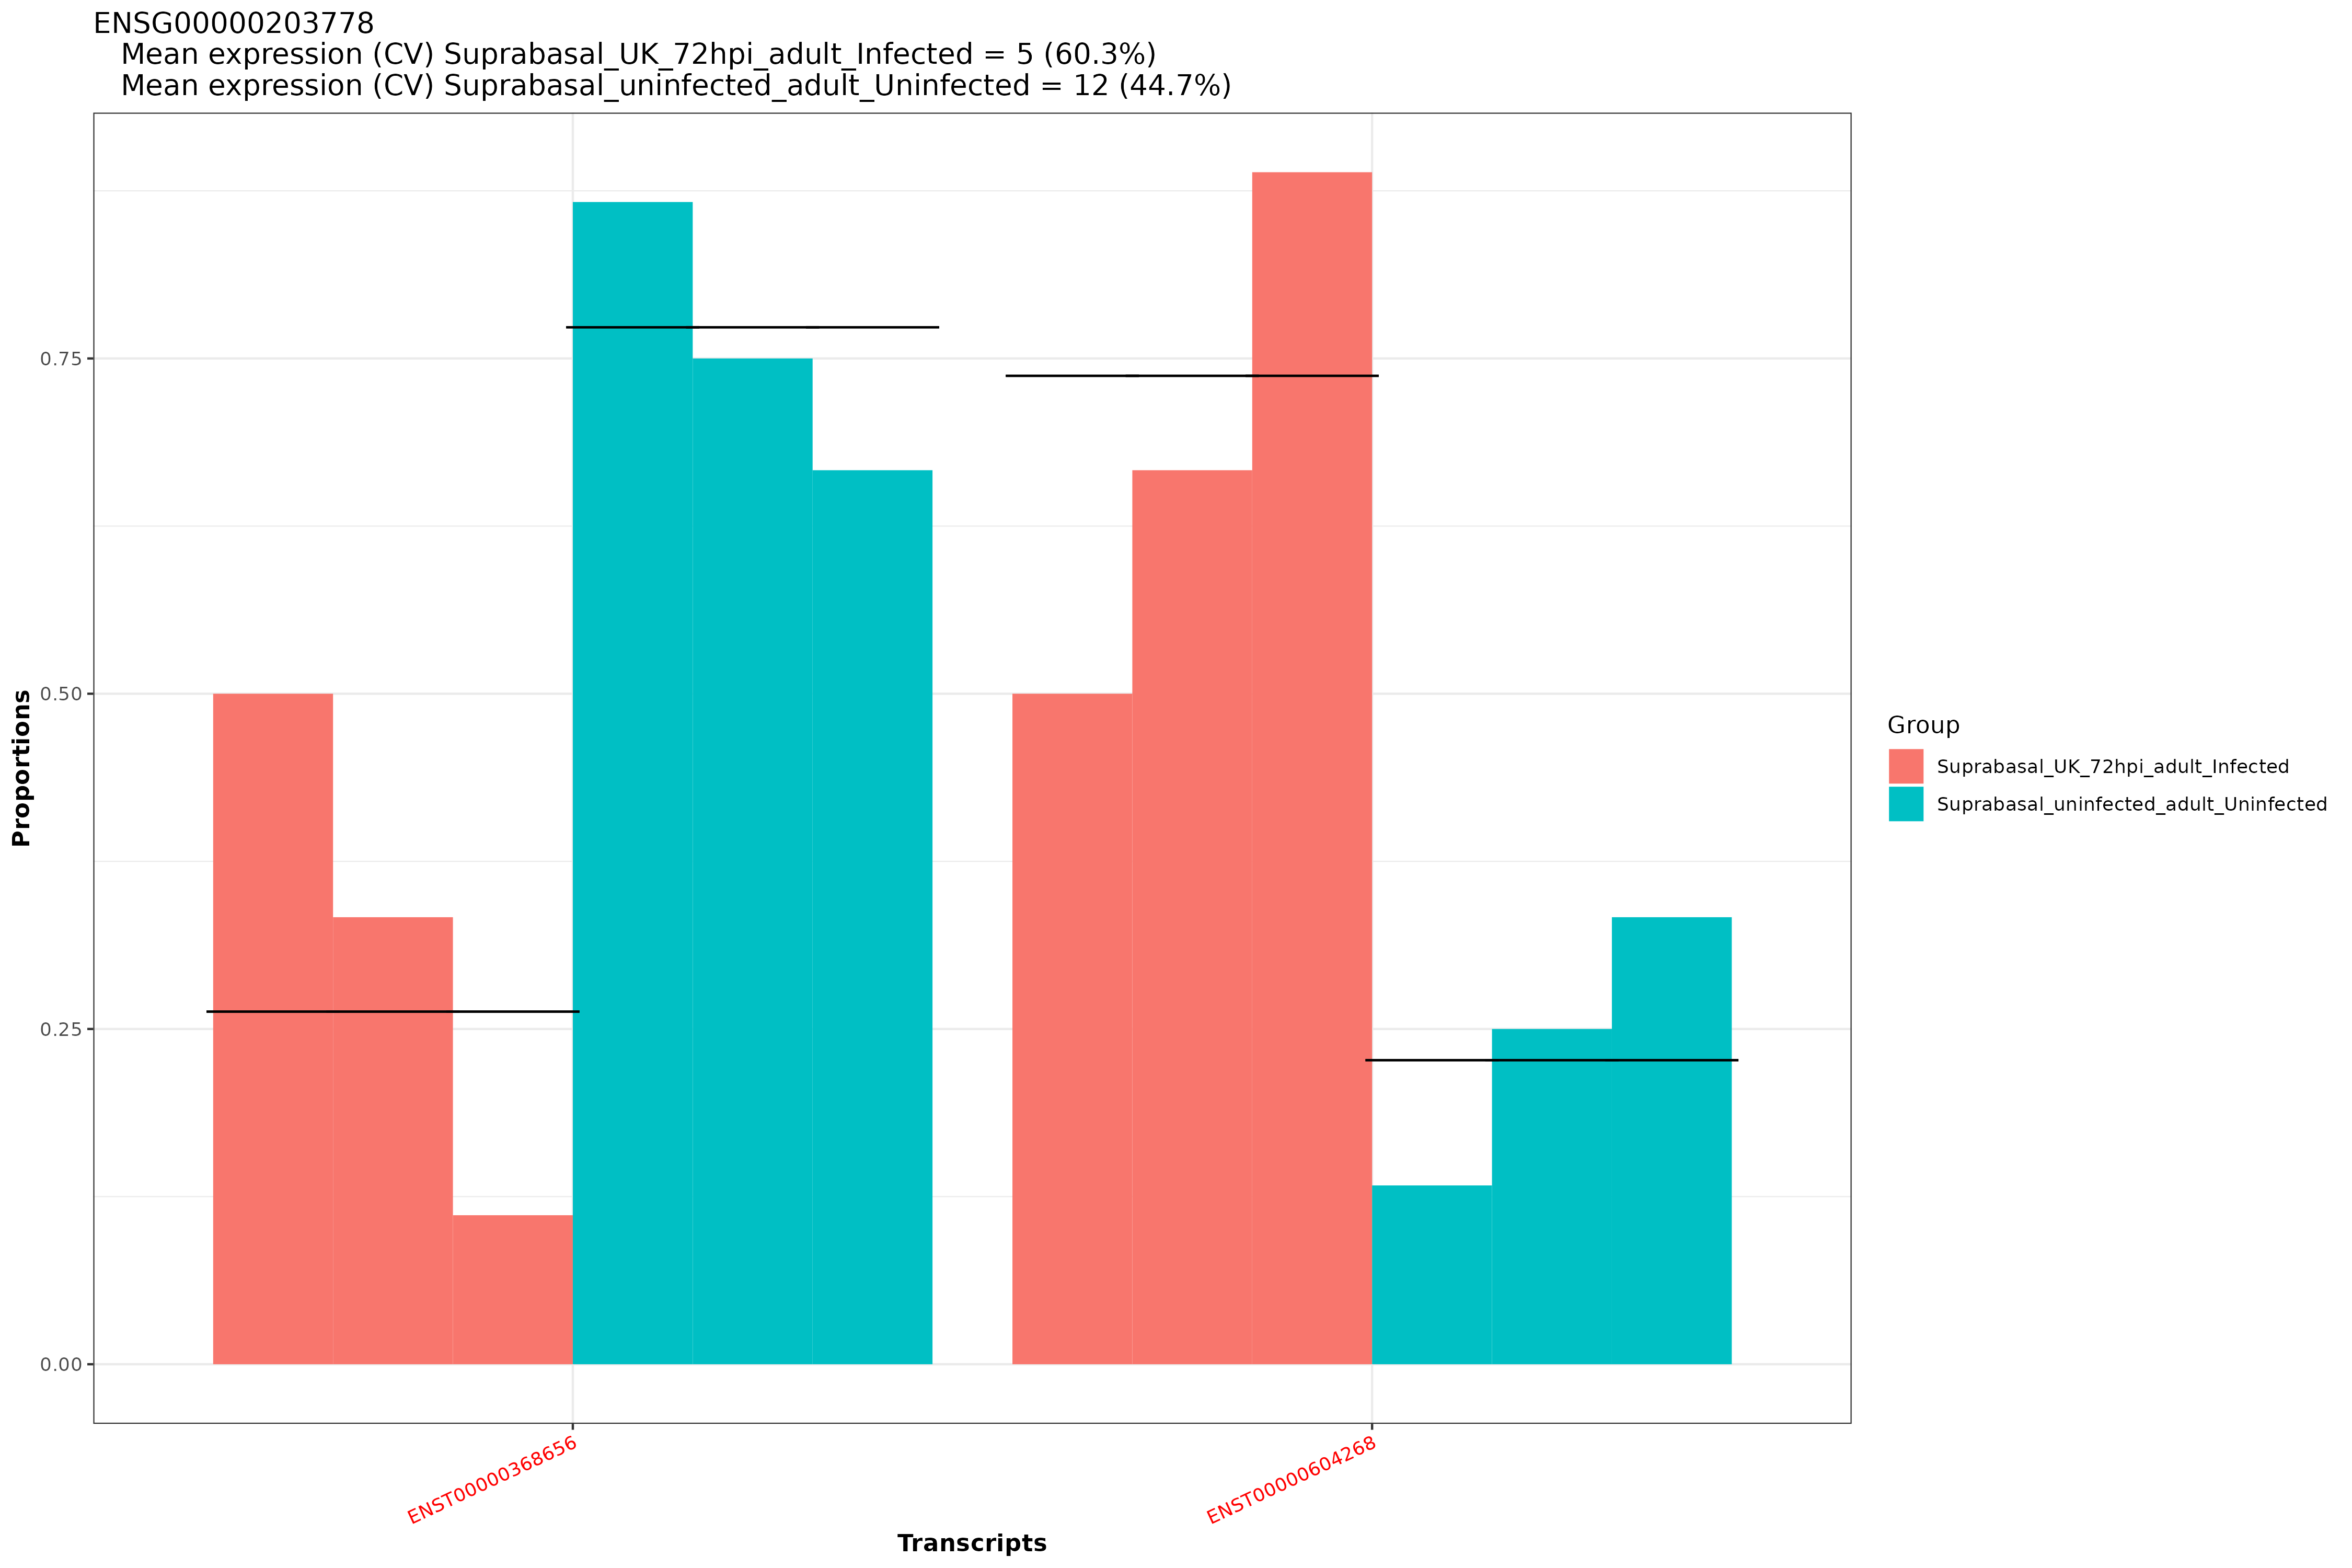 ENSG00000203778
Mean expression (CV) Suprabasal_UK_72hpi_adult_Infected = 5 (60.3%)
Mean expression (CV) Suprabasal_uninfected_adult_Uninfected = 12 (44.7%)
Proportions
0.75
0.50
0.25
0.00
ENST00000368656
ENST00000604268
Transcripts
Group
Suprabasal_UK_72hpi_adult_Infected
Suprabasal_uninfected_adult_Uninfected